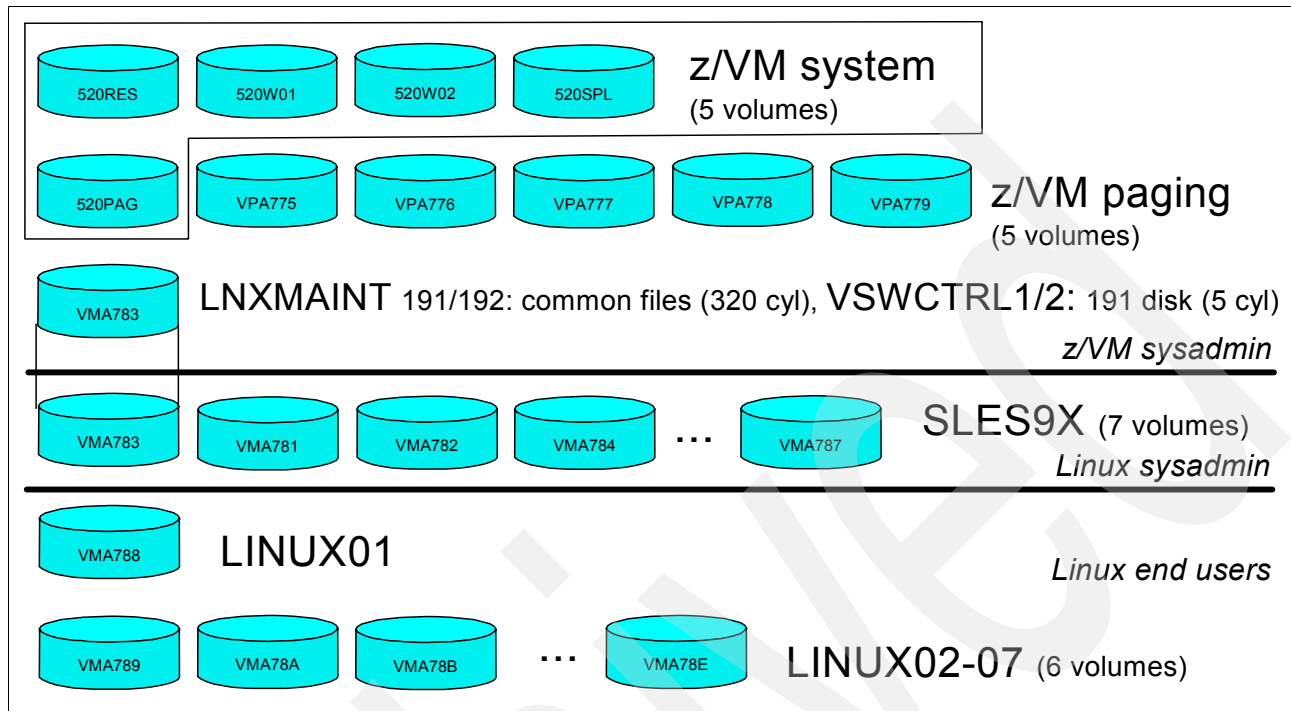 520RES 520W01 520W02 520SPL z/VM system
(5 volumes)
520PAG VPA775 VPA776 VPA777 VPA778 VPA779 z/VM paging
(5 volumes)
VMA783 LNXMAINT 191/192: common files (320 cyl), VSWCTRL1/2: 191 disk (5 cyl)
z/VM sysadmin
VMA783 VMA781 VMA782 VMA784 ... VMA787 SLES9X (7 volumes)
Linux sysadmin
VMA788 LINUX01
Linux end users
VMA789 VMA78A VMA78B ... VMA78E LINUX02-07 (6 volumes)